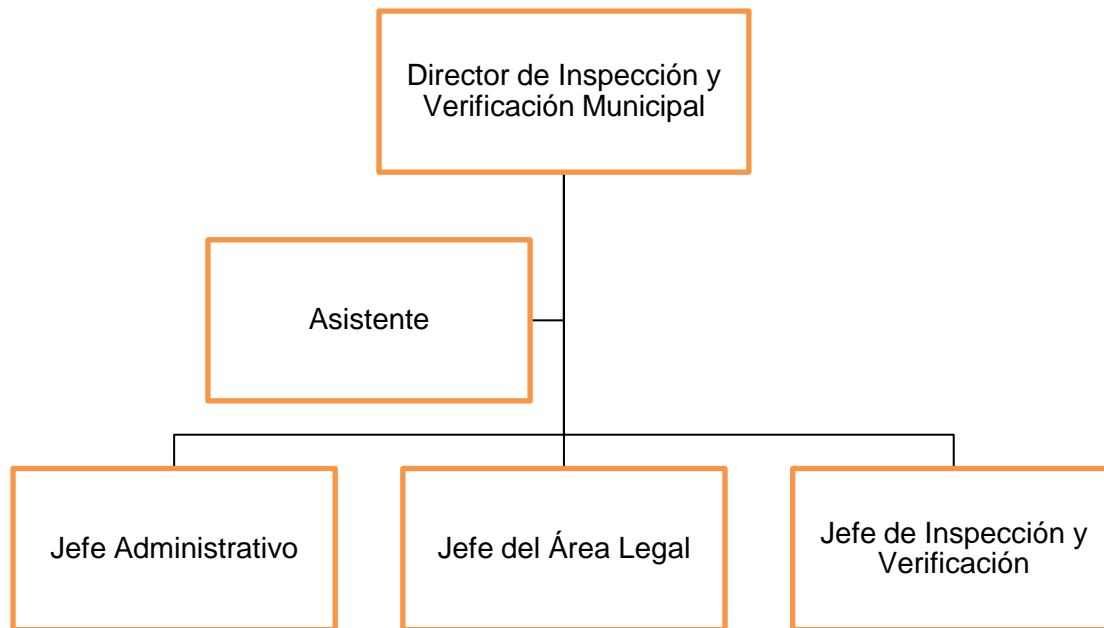 Director de Inspección y
Verificación Municipal
Asistente
Jefe Administrativo
Jefe del Área Legal
Jefe de Inspección y
Verificación